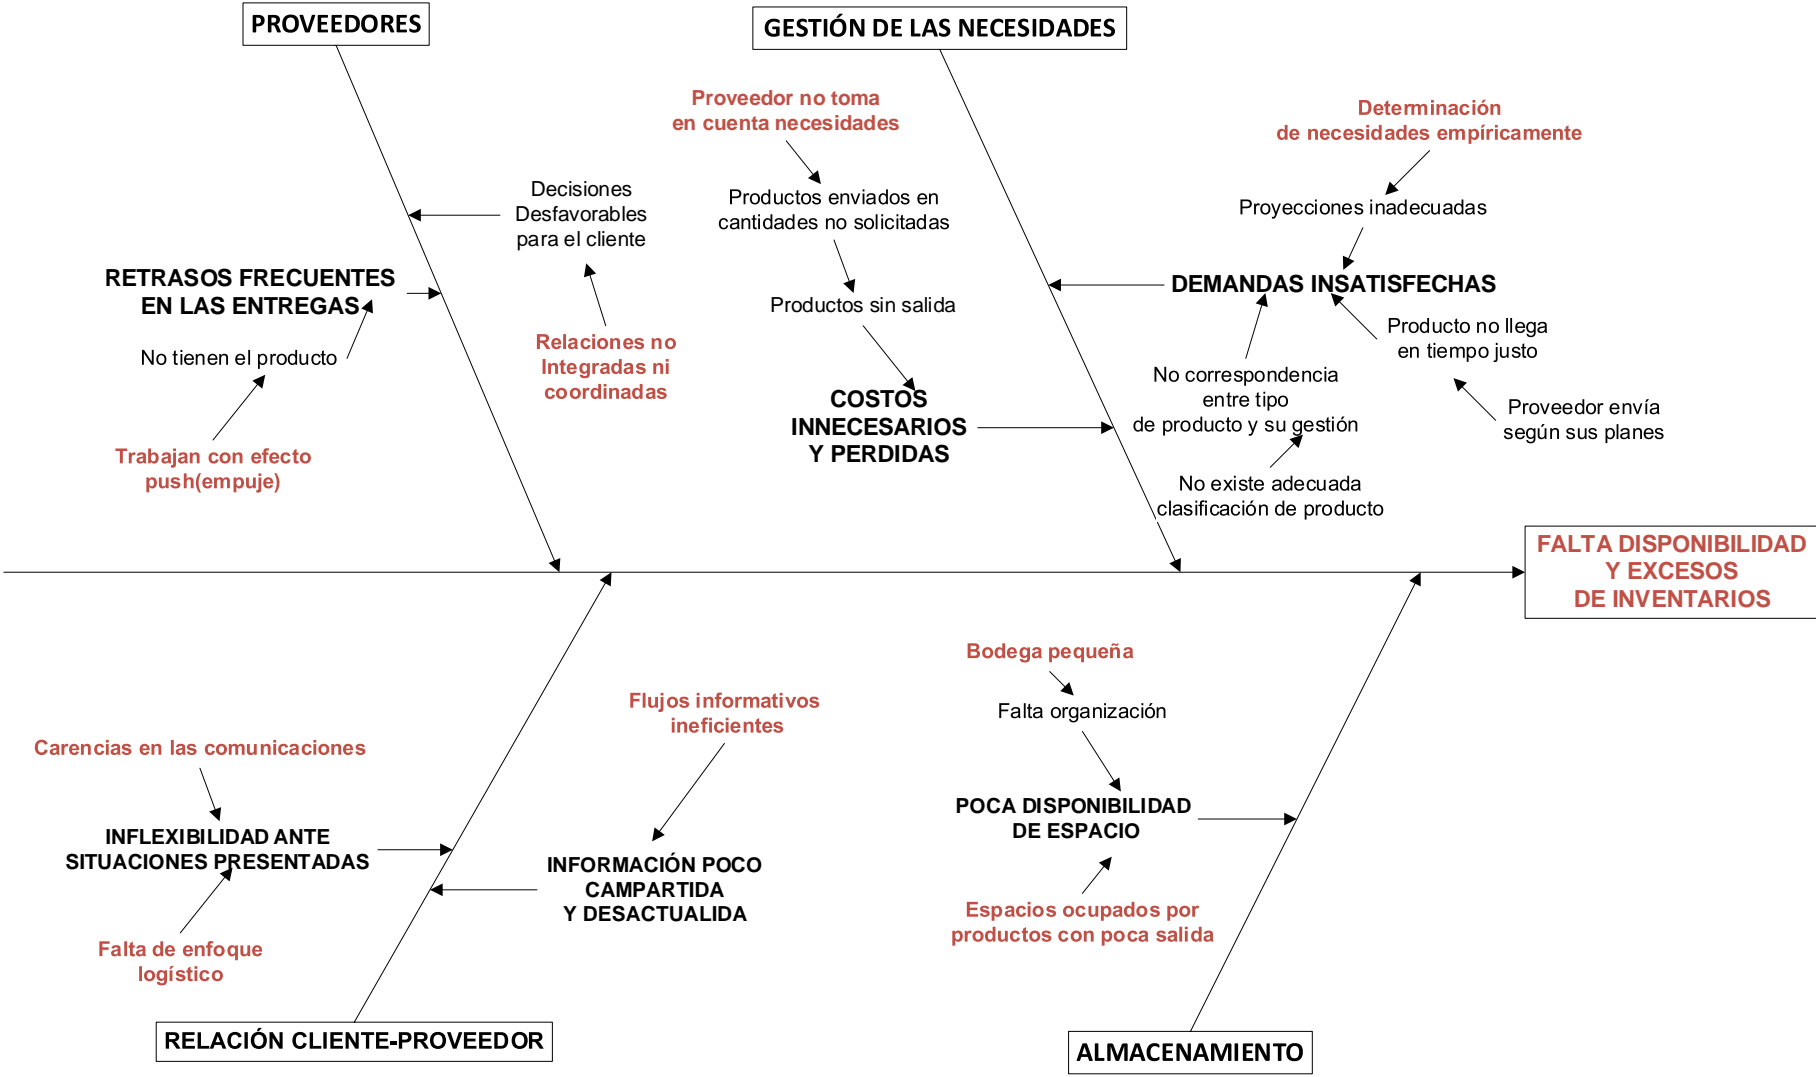 PROVEEDORES
GESTIÓN DE LAS NECESIDADES
Proveedor no toma
en cuenta necesidades
Determinación
de necesidades empíricamente
Decisiones
Desfavorables
para el cliente
Productos enviados en
cantidades no solicitadas
Proyecciones inadecuadas
RETRASOS FRECUENTES
EN LAS ENTREGAS
Productos sin salida
DEMANDAS INSATISFECHAS
No tienen el producto
Relaciones no
Integradas ni
coordinadas
Producto no llega
en tiempo justo
No correspondencia
entre tipo
de producto y su gestión
COSTOS
INNECESARIOS
Y PERDIDAS
Proveedor envía
según sus planes
Trabajan con efecto
push(empuje)
No existe adecuada
clasificación de producto
FALTA DISPONIBILIDAD
Y EXCESOS
DE INVENTARIOS
Bodega pequeña
Flujos informativos
ineficientes
Falta organización
Carencias en las comunicaciones
POCA DISPONIBILIDAD
DE ESPACIO
INFLEXIBILIDAD ANTE
SITUACIONES PRESENTADAS
INFORMACIÓN POCO
CAMPARTIDA
Y DESACTUALIDA
Espacios ocupados por
productos con poca salida
Falta de enfoque
logístico
RELACIÓN CLIENTE-PROVEEDOR
ALMACENAMIENTO